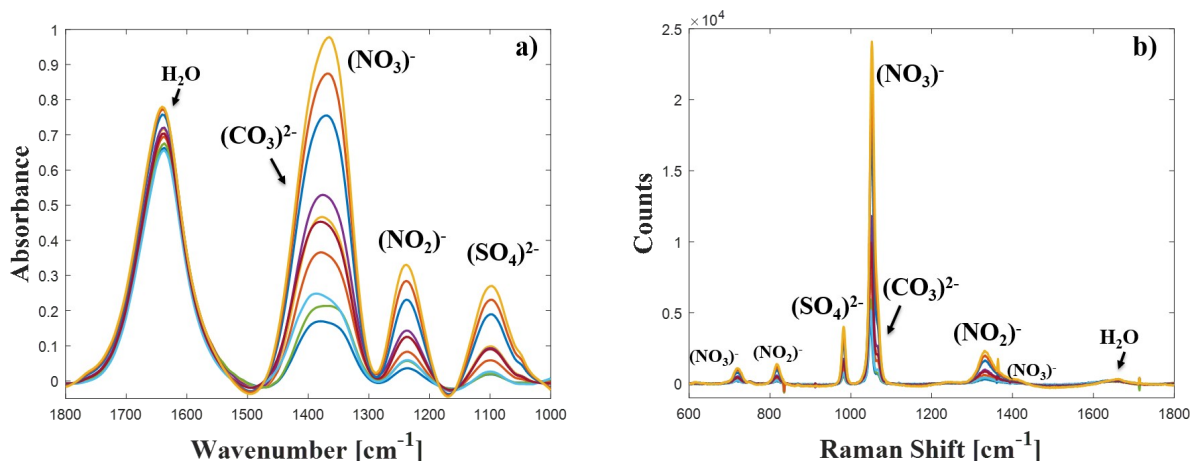 a)
H₂O
(NO₃)⁻
(CO₃)²⁻
(NO₂)⁻
(SO₄)²⁻
Absorbance
1
0.9
0.8
0.7
0.6
0.5
0.4
0.3
0.2
0.1
0
1800 1700 1600 1500 1400 1300 1200 1100 1000
Wavenumber [cm⁻¹]
×10⁴
b)
(NO₃)⁻
(SO₄)²⁻
(CO₃)²⁻
(NO₃)⁻
(NO₂)⁻
(NO₂)⁻
(NO₃)⁻
H₂O
Counts
2.5
2
1.5
1
0.5
0
600 800 1000 1200 1400 1600 1800
Raman Shift [cm⁻¹]